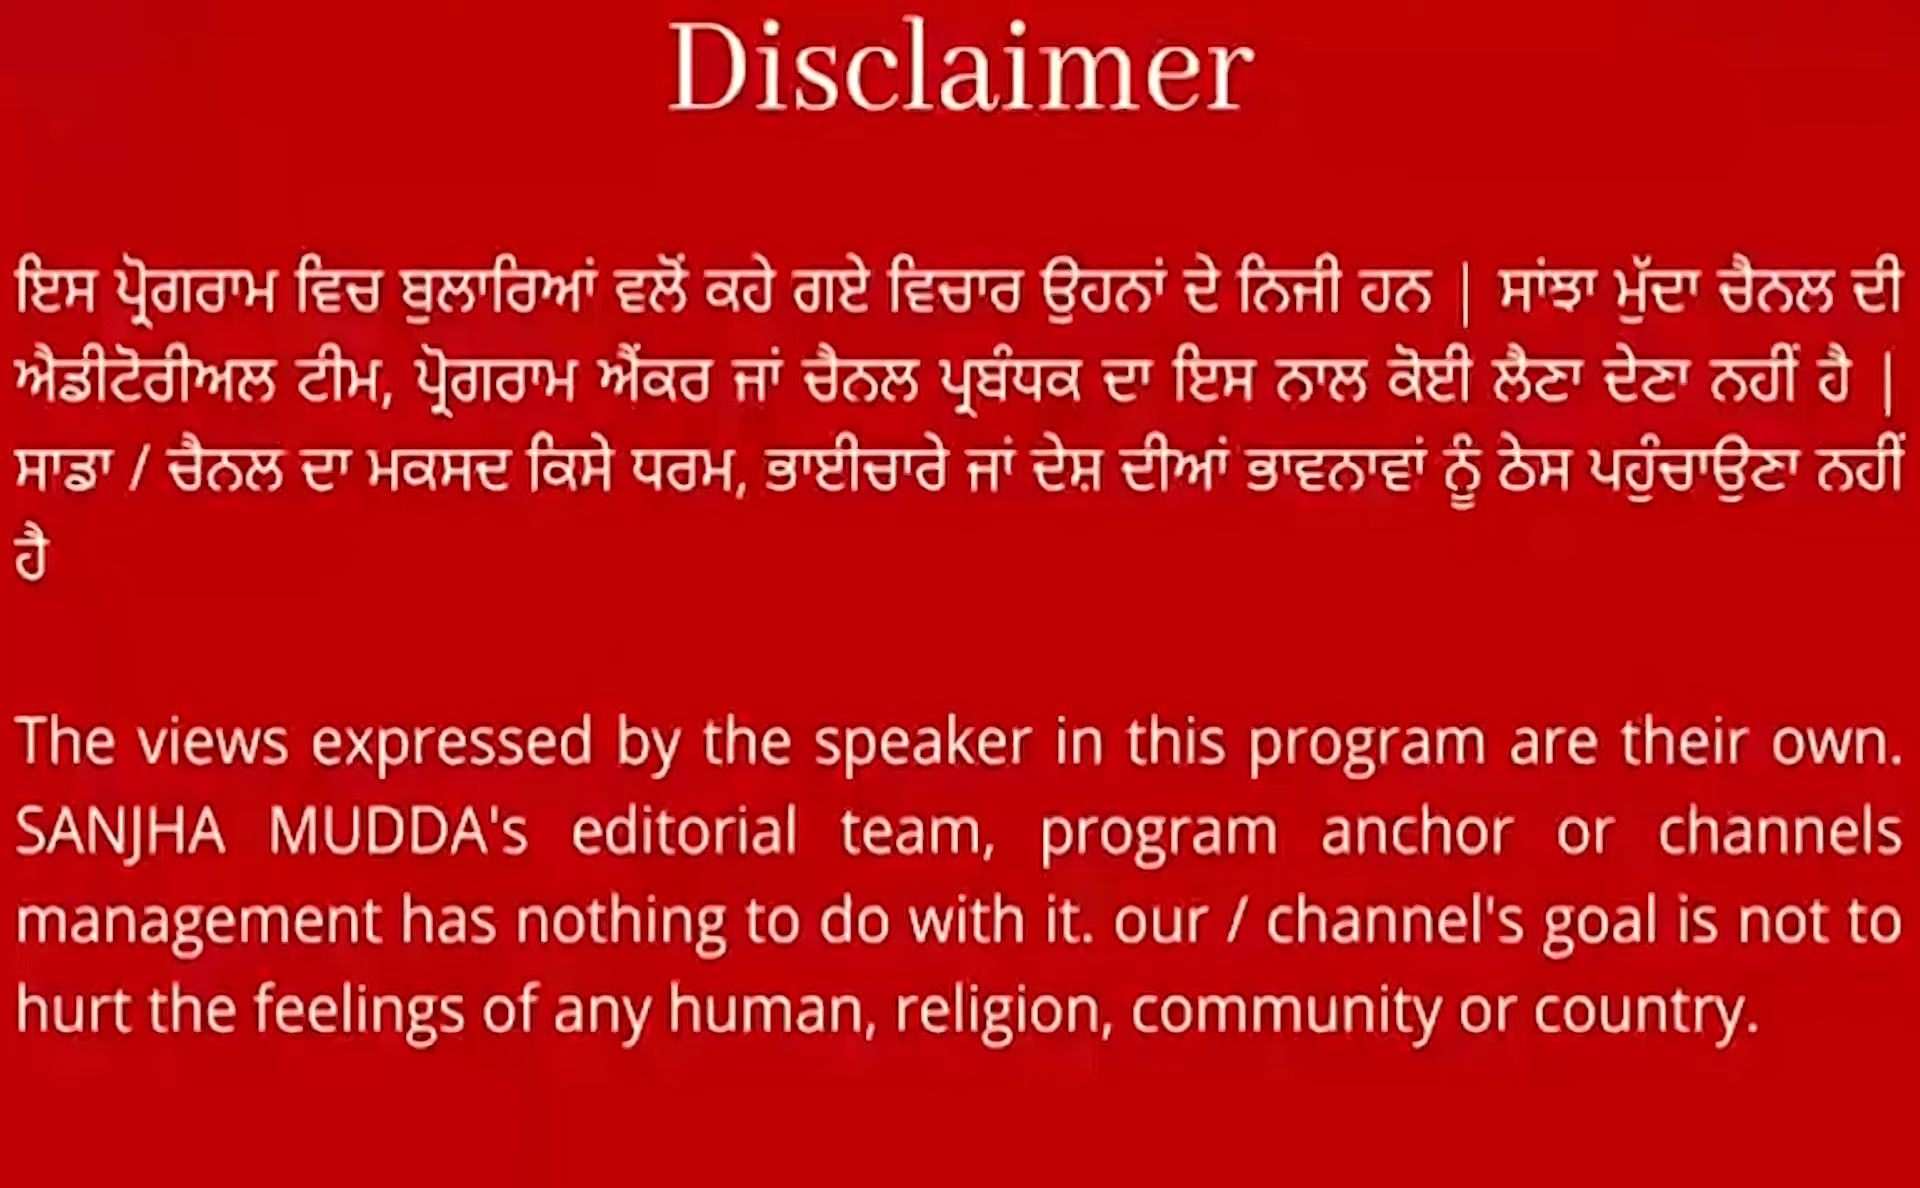 Disclaimer
ਇਸ ਪ੍ਰੋਗਰਾਮ ਵਿਚ ਬੁਲਾਰਿਆਂ ਵਲੋਂ ਕਹੇ ਗਏ ਵਿਚਾਰ ਉਹਨਾਂ ਦੇ ਨਿਜੀ ਹਨ | ਸਾਂਝਾ ਮੁੱਦਾ ਚੈਨਲ ਦੀ
ਐਡੀਟੋਰੀਅਲ ਟੀਮ, ਪ੍ਰੋਗਰਾਮ ਐਂਕਰ ਜਾਂ ਚੈਨਲ ਪ੍ਰਬੰਧਕ ਦਾ ਇਸ ਨਾਲ ਕੋਈ ਲੈਣਾ ਦੇਣਾ ਨਹੀਂ ਹੈ |
ਸਾਡਾ / ਚੈਨਲ ਦਾ ਮਕਸਦ ਕਿਸੇ ਧਰਮ, ਭਾਈਚਾਰੇ ਜਾਂ ਦੇਸ਼ ਦੀਆਂ ਭਾਵਨਾਵਾਂ ਨੂੰ ਠੇਸ ਪਹੁੰਚਾਉਣਾ ਨਹੀਂ
ਹੈ
The views expressed by the speaker in this program are their own.
SANJHA MUDDA's editorial team, program anchor or channels
management has nothing to do with it. our / channel's goal is not to
hurt the feelings of any human, religion, community or country.